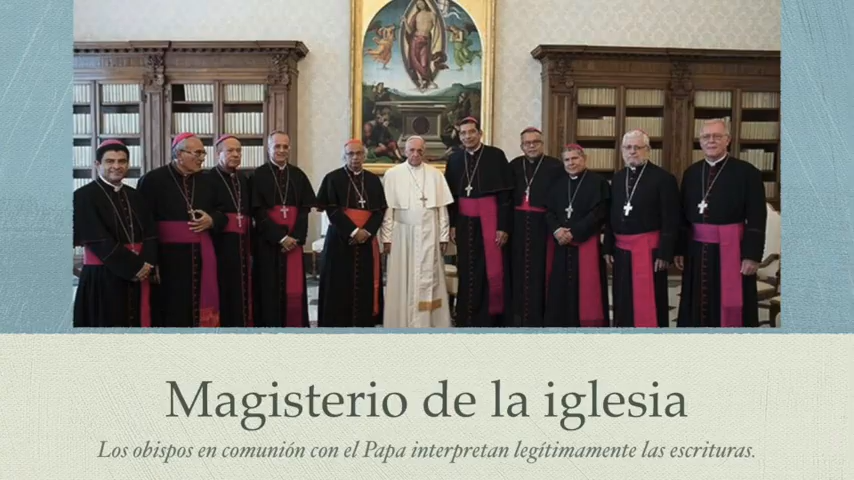 Magisterio de la iglesia
Los obispos en comunión con el Papa interpretan legítimamente las escrituras.